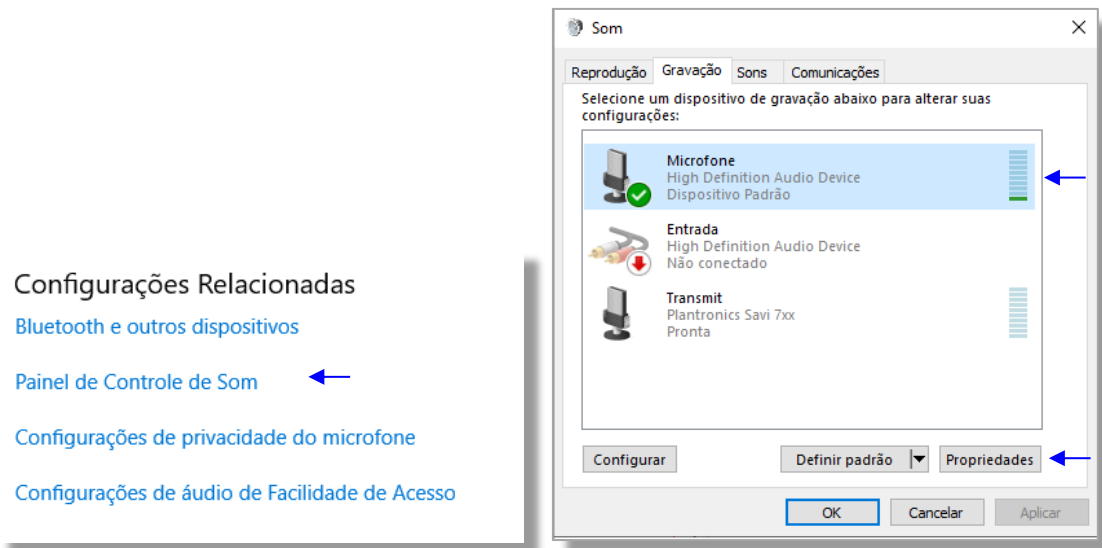 Configurações Relacionadas
Bluetooth e outros dispositivos
Painel de Controle de Som
Configurações de privacidade do microfone
Configurações de áudio de Facilidade de Acesso
Som
Reprodução Gravação Sons Comunicações
Selecione um dispositivo de gravação abaixo para alterar suas
configurações:
Microfone
High Definition Audio Device
Dispositivo Padrão
Entrada
High Definition Audio Device
Não conectado
Transmit
Plantronics Savi 7xx
Pronta
Configurar Definir padrão Propriedades
OK Cancelar Aplicar